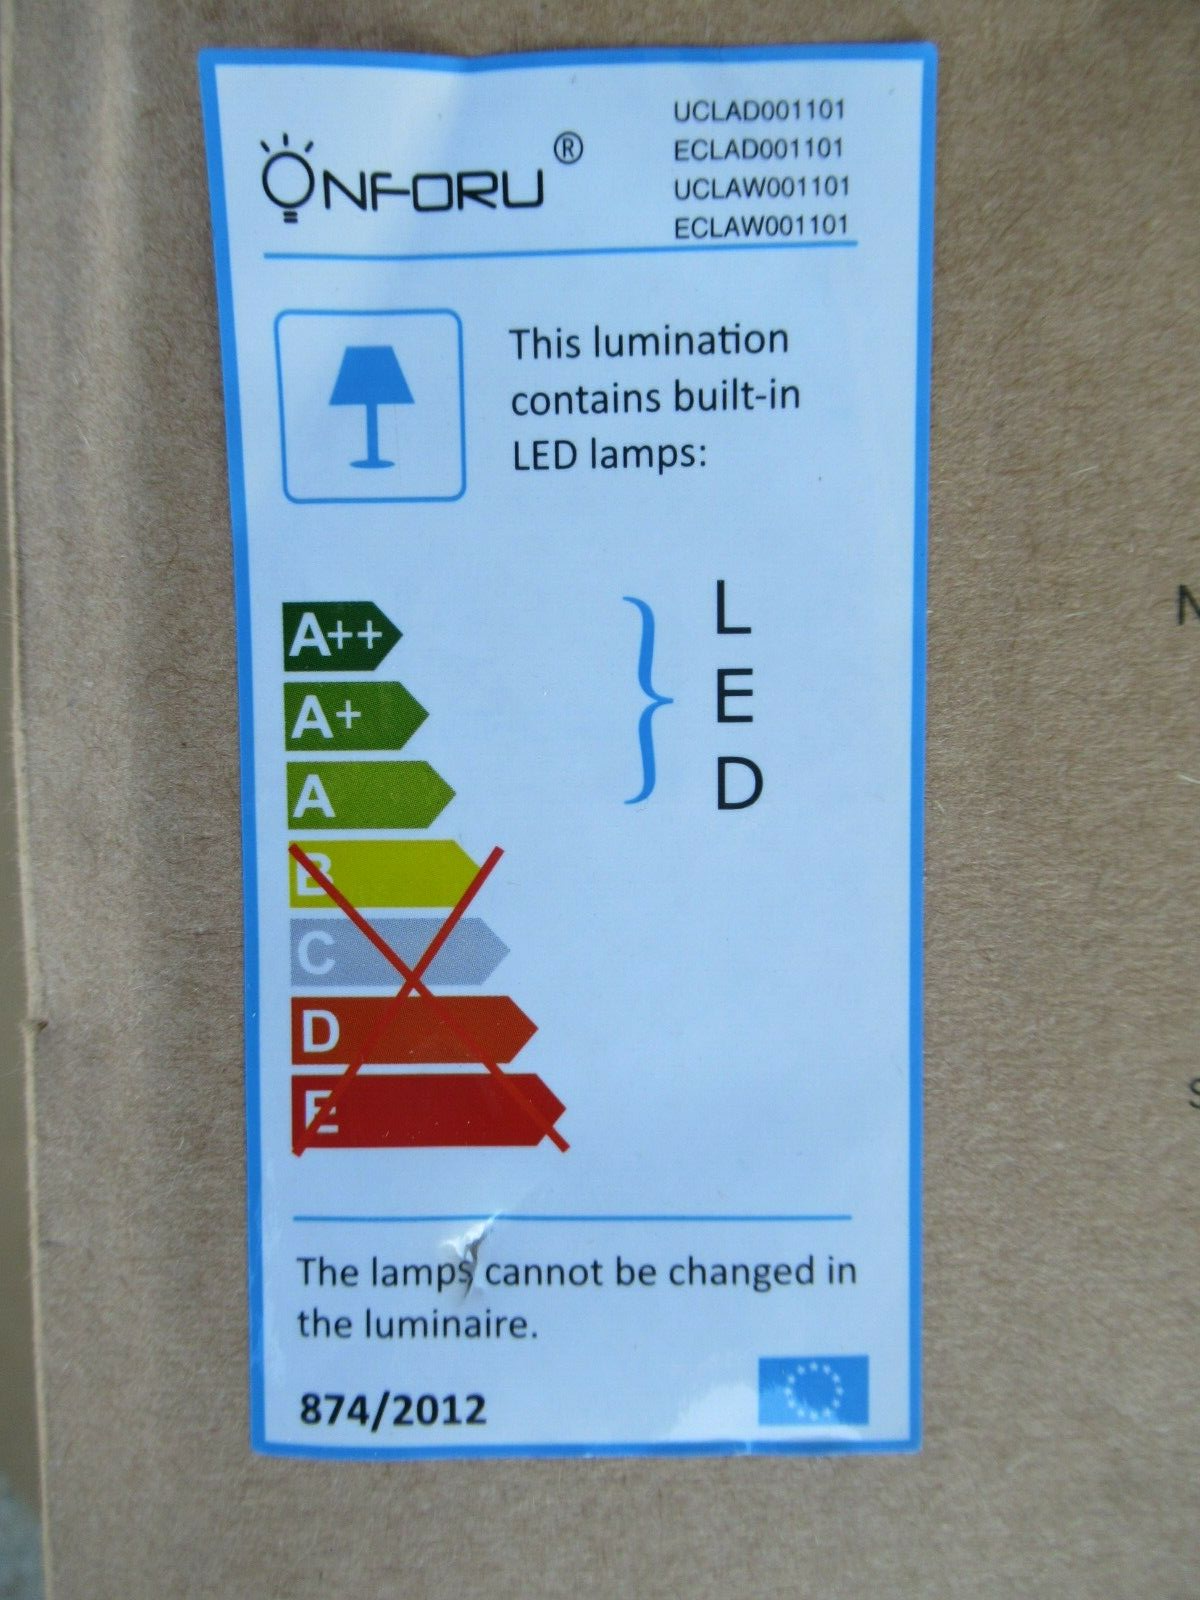 ONFORU ®
UCLAD001101
ECLAD001101
UCLAW001101
ECLAW001101
This lumination
contains built-in
LED lamps:
A++
A+
A
B
C
D
E
L
E
D
The lamps cannot be changed in
the luminaire.
874/2012